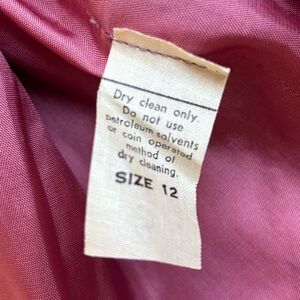 Dry clean only.
Do not use
petroleum solvents
or coin operated
method of
dry cleaning.
SIZE 12